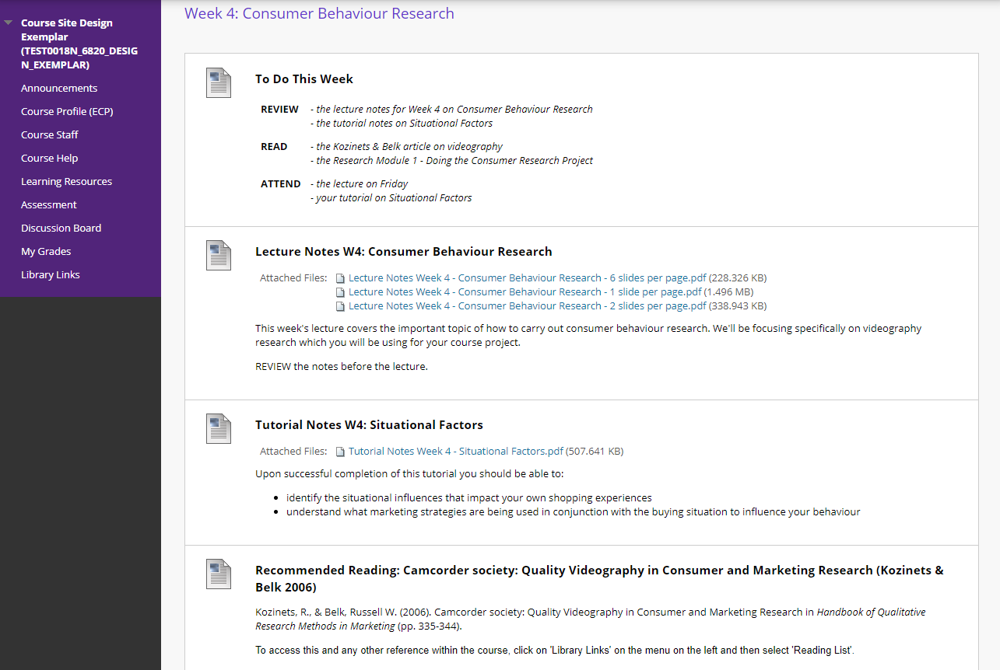 Course Site Design
Exemplar
(TEST0018N_6820_DESIG
N_EXEMPLAR)
Announcements
Course Profile (ECP)
Course Staff
Course Help
Learning Resources
Assessment
Discussion Board
My Grades
Library Links
Week 4: Consumer Behaviour Research
To Do This Week
REVIEW - the lecture notes for Week 4 on Consumer Behaviour Research
- the tutorial notes on Situational Factors
READ - the Kozinets & Belk article on videography
- the Research Module 1 - Doing the Consumer Research Project
ATTEND - the lecture on Friday
- your tutorial on Situational Factors
Lecture Notes W4: Consumer Behaviour Research
Attached Files: Lecture Notes Week 4 - Consumer Behaviour Research - 6 slides per page.pdf (228.326 KB)
Lecture Notes Week 4 - Consumer Behaviour Research - 1 slide per page.pdf (1.496 MB)
Lecture Notes Week 4 - Consumer Behaviour Research - 2 slides per page.pdf (338.943 KB)
This week's lecture covers the important topic of how to carry out consumer behaviour research. We'll be focusing specifically on videography
research which you will be using for your course project.
REVIEW the notes before the lecture.
Tutorial Notes W4: Situational Factors
Attached Files: Tutorial Notes Week 4 - Situational Factors.pdf (507.641 KB)
Upon successful completion of this tutorial you should be able to:
• identify the situational influences that impact your own shopping experiences
• understand what marketing strategies are being used in conjunction with the buying situation to influence your behaviour
Recommended Reading: Camcorder society: Quality Videography in Consumer and Marketing Research (Kozinets &
Belk 2006)
Kozinets, R., & Belk, Russell W. (2006). Camcorder society: Quality Videography in Consumer and Marketing Research in Handbook of Qualitative
Research Methods in Marketing (pp. 335-344).
To access this and any other reference within the course, click on 'Library Links' on the menu on the left and then select 'Reading List'.